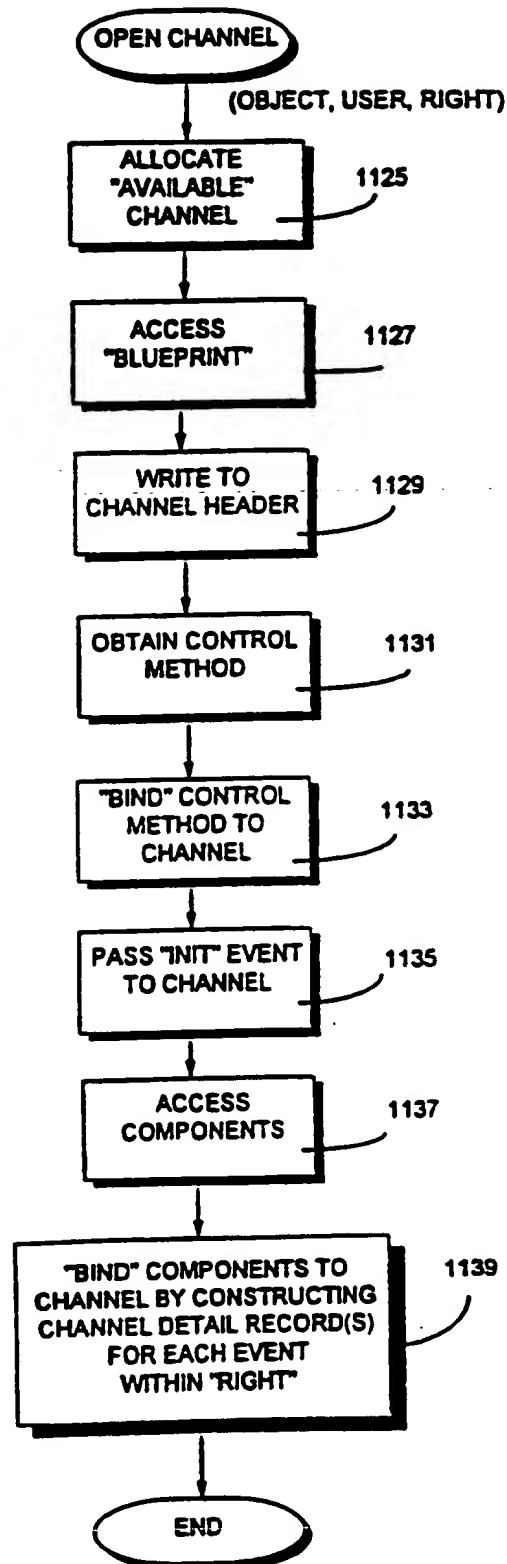 OPEN CHANNEL
(OBJECT, USER, RIGHT)
ALLOCATE
"AVAILABLE"
CHANNEL
1125
ACCESS
"BLUEPRINT"
1127
WRITE TO
CHANNEL HEADER
1129
OBTAIN CONTROL
METHOD
1131
"BIND" CONTROL
METHOD TO
CHANNEL
1133
PASS "INIT" EVENT
TO CHANNEL
1135
ACCESS
COMPONENTS
1137
"BIND" COMPONENTS TO
CHANNEL BY CONSTRUCTING
CHANNEL DETAIL RECORD(S)
FOR EACH EVENT
WITHIN "RIGHT"
1139
END